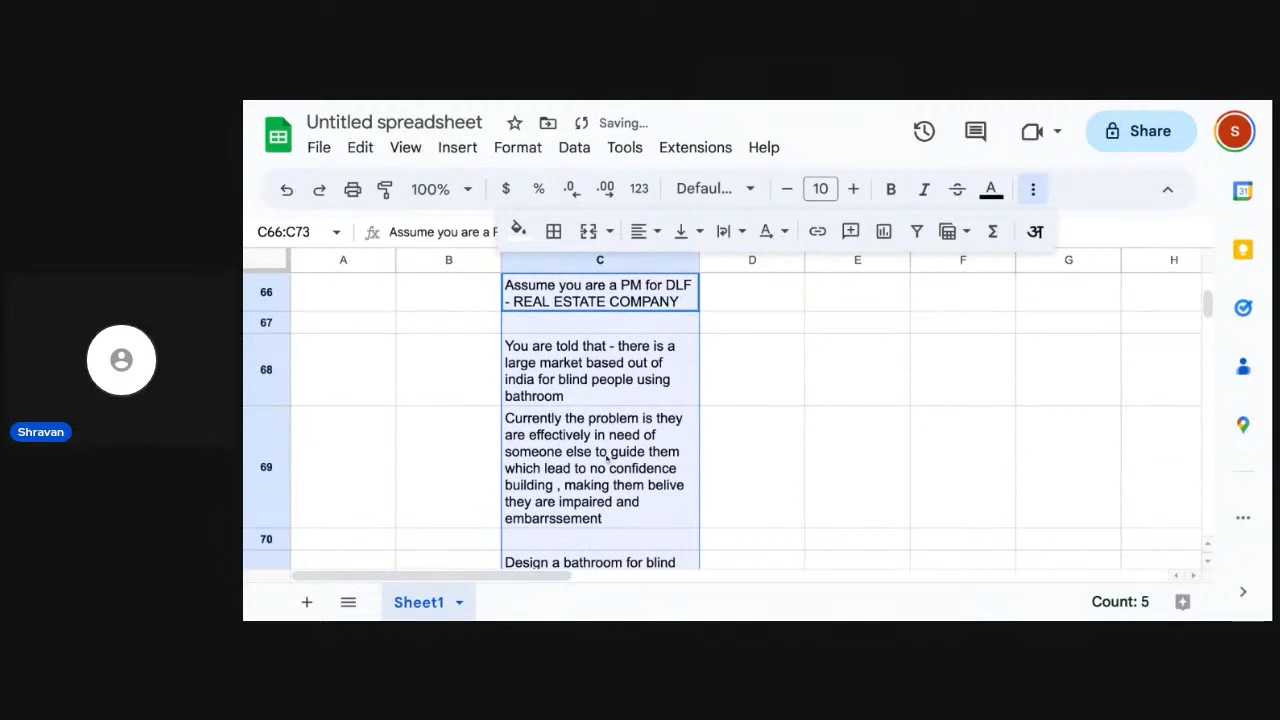 Untitled spreadsheet
Saving...
File Edit View Insert Format Data Tools Extensions Help
Share
S
100%
$ % .0 .00 123
Defaul...
10
B I S A
31
C66:C73
fx Assume you are a P
अ
A B C D E F G H
66
Assume you are a PM for DLF
- REAL ESTATE COMPANY
67
68
You are told that - there is a
large market based out of
india for blind people using
bathroom
69
Currently the problem is they
are effectively in need of
someone else to guide them
which lead to no confidence
building , making them belive
they are impaired and
embarrssement
70
Design a bathroom for blind
Sheet1
Count: 5
Shravan